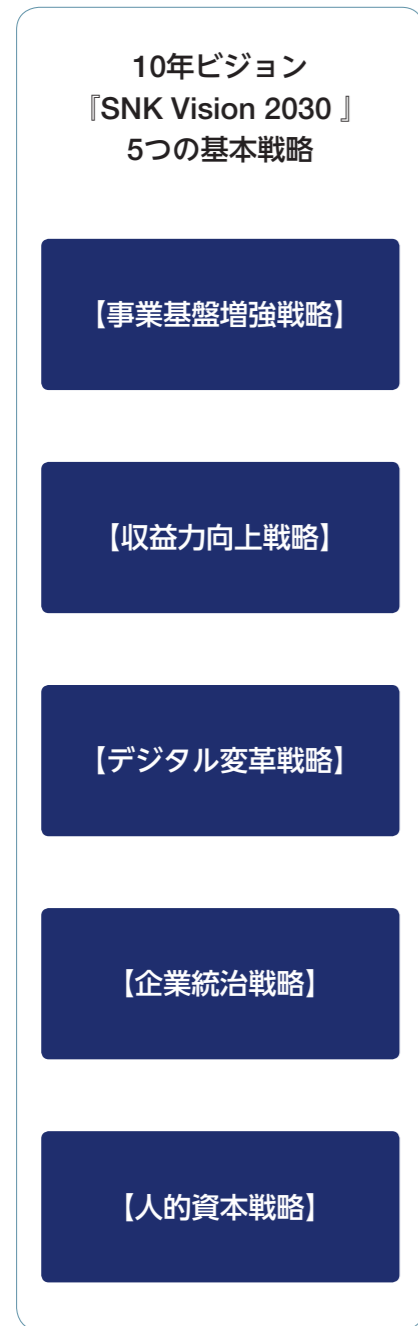 10年ビジョン
『SNK Vision 2030 』
5つの基本戦略
【事業基盤増強戦略】
【収益力向上戦略】
【デジタル変革戦略】
【企業統治戦略】
【人的資本戦略】